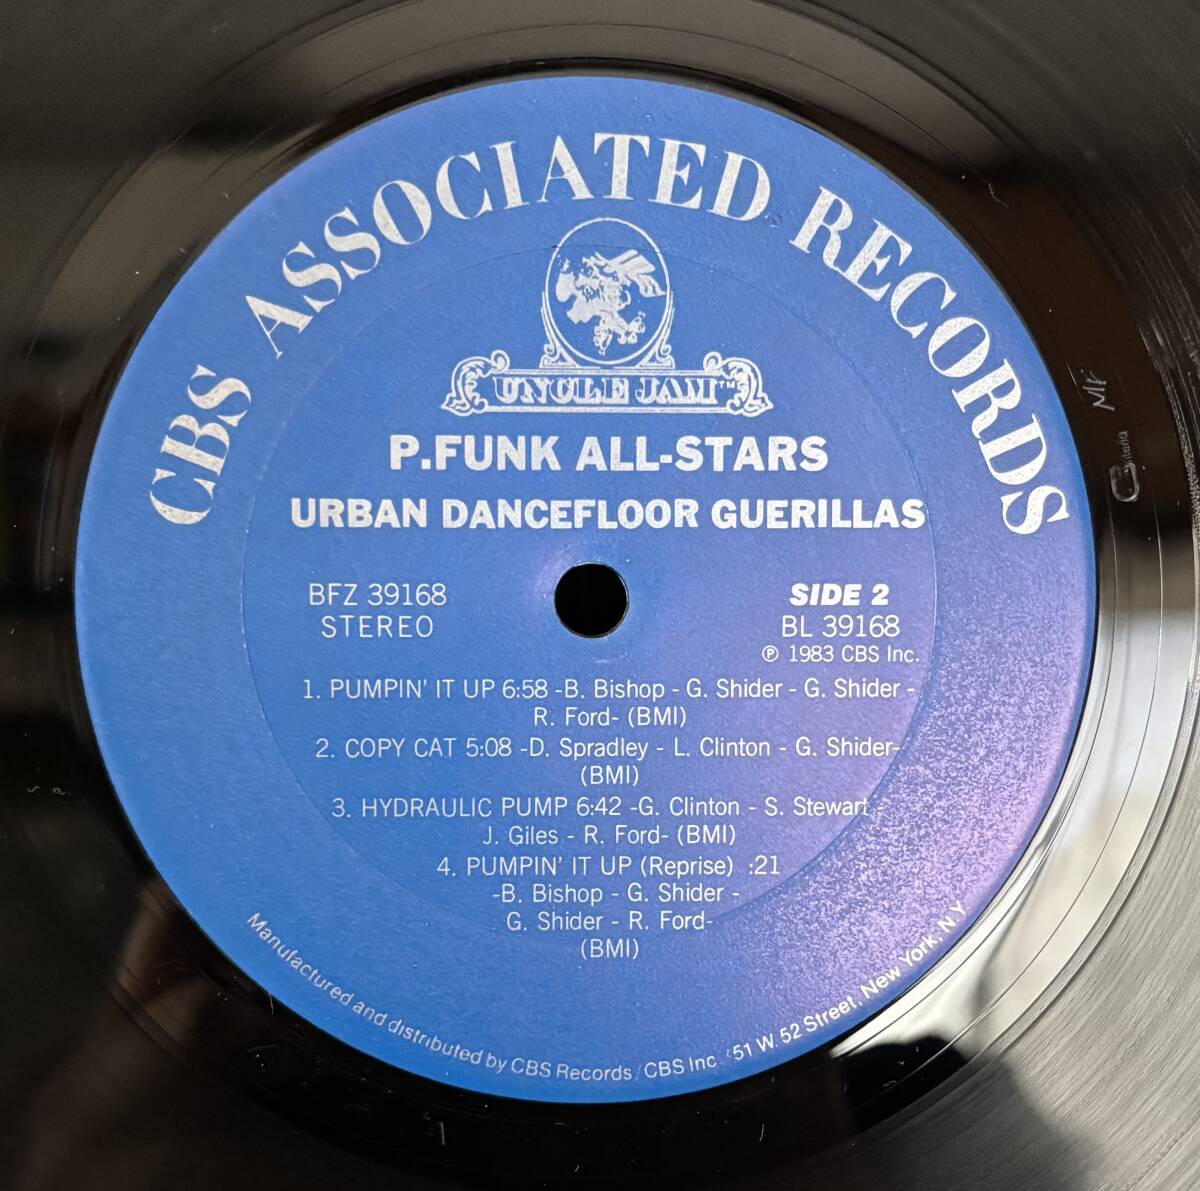 CBS ASSOCIATED RECORDS
UNCLE JAM™
P.FUNK ALL-STARS
URBAN DANCEFLOOR GUERILLAS
BFZ 39168
STEREO
SIDE 2
BL 39168
℗ 1983 CBS Inc.
1. PUMPIN' IT UP 6:58 -B. Bishop - G. Shider - G. Shider -
R. Ford- (BMI)
2. COPY CAT 5:08 -D. Spradley - L. Clinton - G. Shider-
(BMI)
3. HYDRAULIC PUMP 6:42 -G. Clinton - S. Stewart
J. Giles - R. Ford- (BMI)
4. PUMPIN' IT UP (Reprise) :21
-B. Bishop - G. Shider -
G. Shider - R. Ford-
(BMI)
Manufactured and distributed by CBS Records/CBS Inc /51 W. 52 Street, New York, N.Y